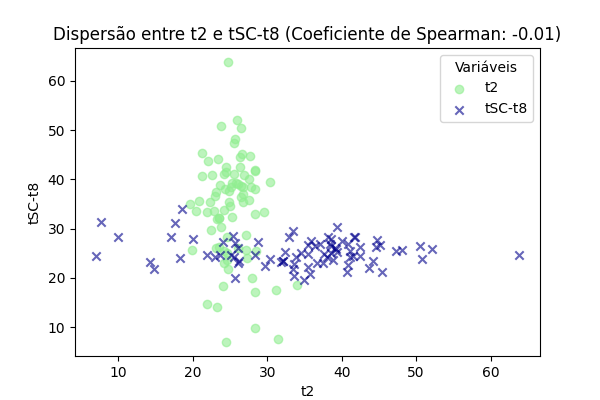 Dispersão entre t2 e tSC-t8 (Coeficiente de Spearman: -0.01)
Variáveis
t2
tSC-t8
tSC-t8
60
50
40
30
20
10
10 20 30 40 50 60
t2